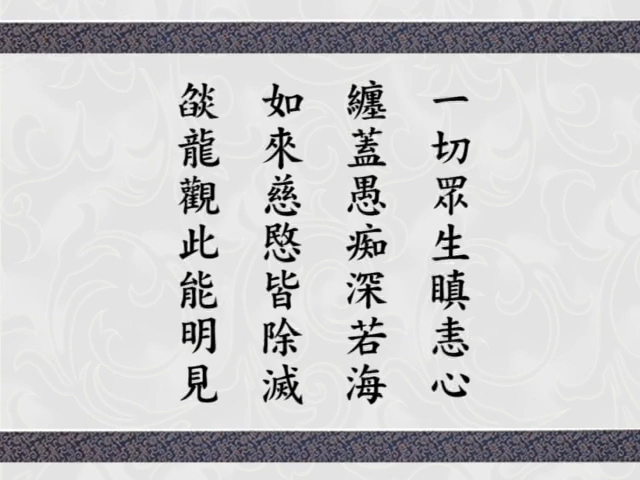 一切眾生瞋恚心
纏蓋愚痴深若海
如來慈愍皆除滅
燄龍觀此能明見